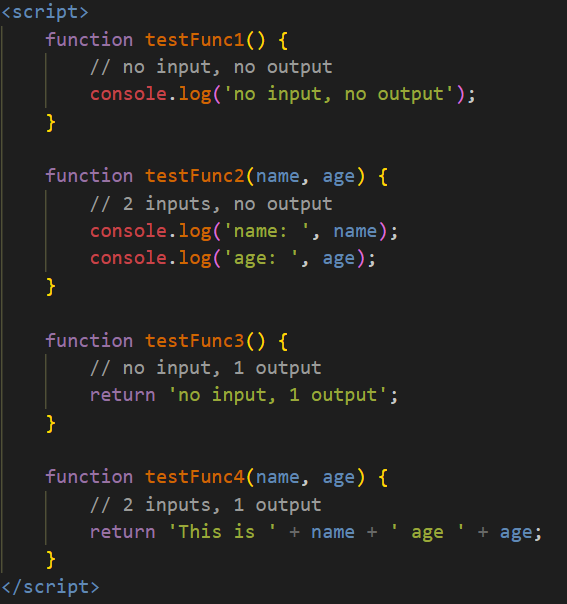 <script>
    function testFunc1() {
        // no input, no output
        console.log('no input, no output');
    }

    function testFunc2(name, age) {
        // 2 inputs, no output
        console.log('name: ', name);
        console.log('age: ', age);
    }

    function testFunc3() {
        // no input, 1 output
        return 'no input, 1 output';
    }

    function testFunc4(name, age) {
        // 2 inputs, 1 output
        return 'This is ' + name + ' age ' + age;
    }
</script>